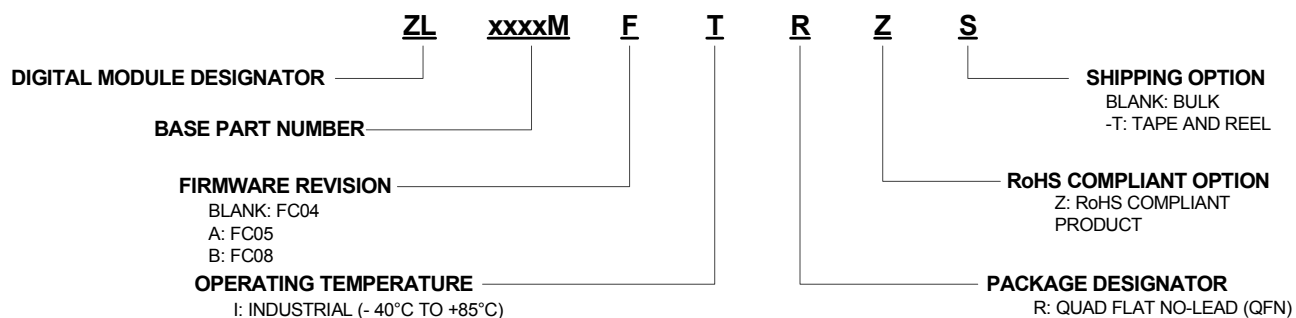 ZL xxxxM F T R Z S
DIGITAL MODULE DESIGNATOR
BASE PART NUMBER
FIRMWARE REVISION
BLANK: FC04
A: FC05
B: FC08
OPERATING TEMPERATURE
I: INDUSTRIAL (- 40°C TO +85°C)
SHIPPING OPTION
BLANK: BULK
-T: TAPE AND REEL
RoHS COMPLIANT OPTION
Z: RoHS COMPLIANT
PRODUCT
PACKAGE DESIGNATOR
R: QUAD FLAT NO-LEAD (QFN)